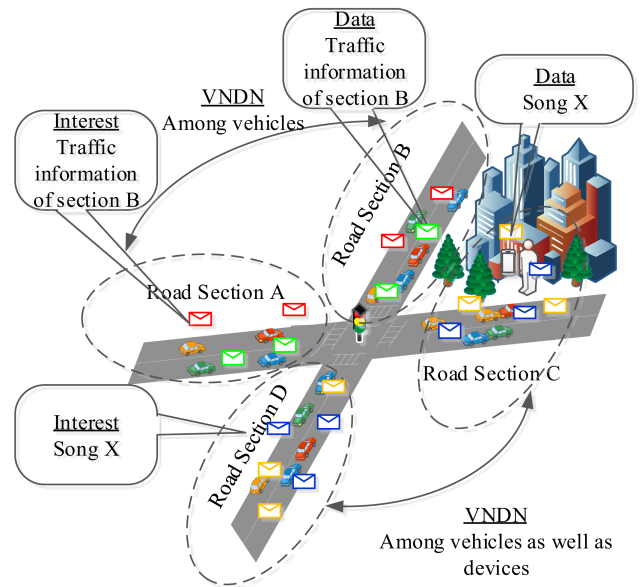 Data
Traffic
information
of section B
Data
Song X
VNDN
Among vehicles
Interest
Traffic
information
of section B
Road Section B
Road Section A
Road Section C
Road Section D
Interest
Song X
VNDN
Among vehicles as well as
devices